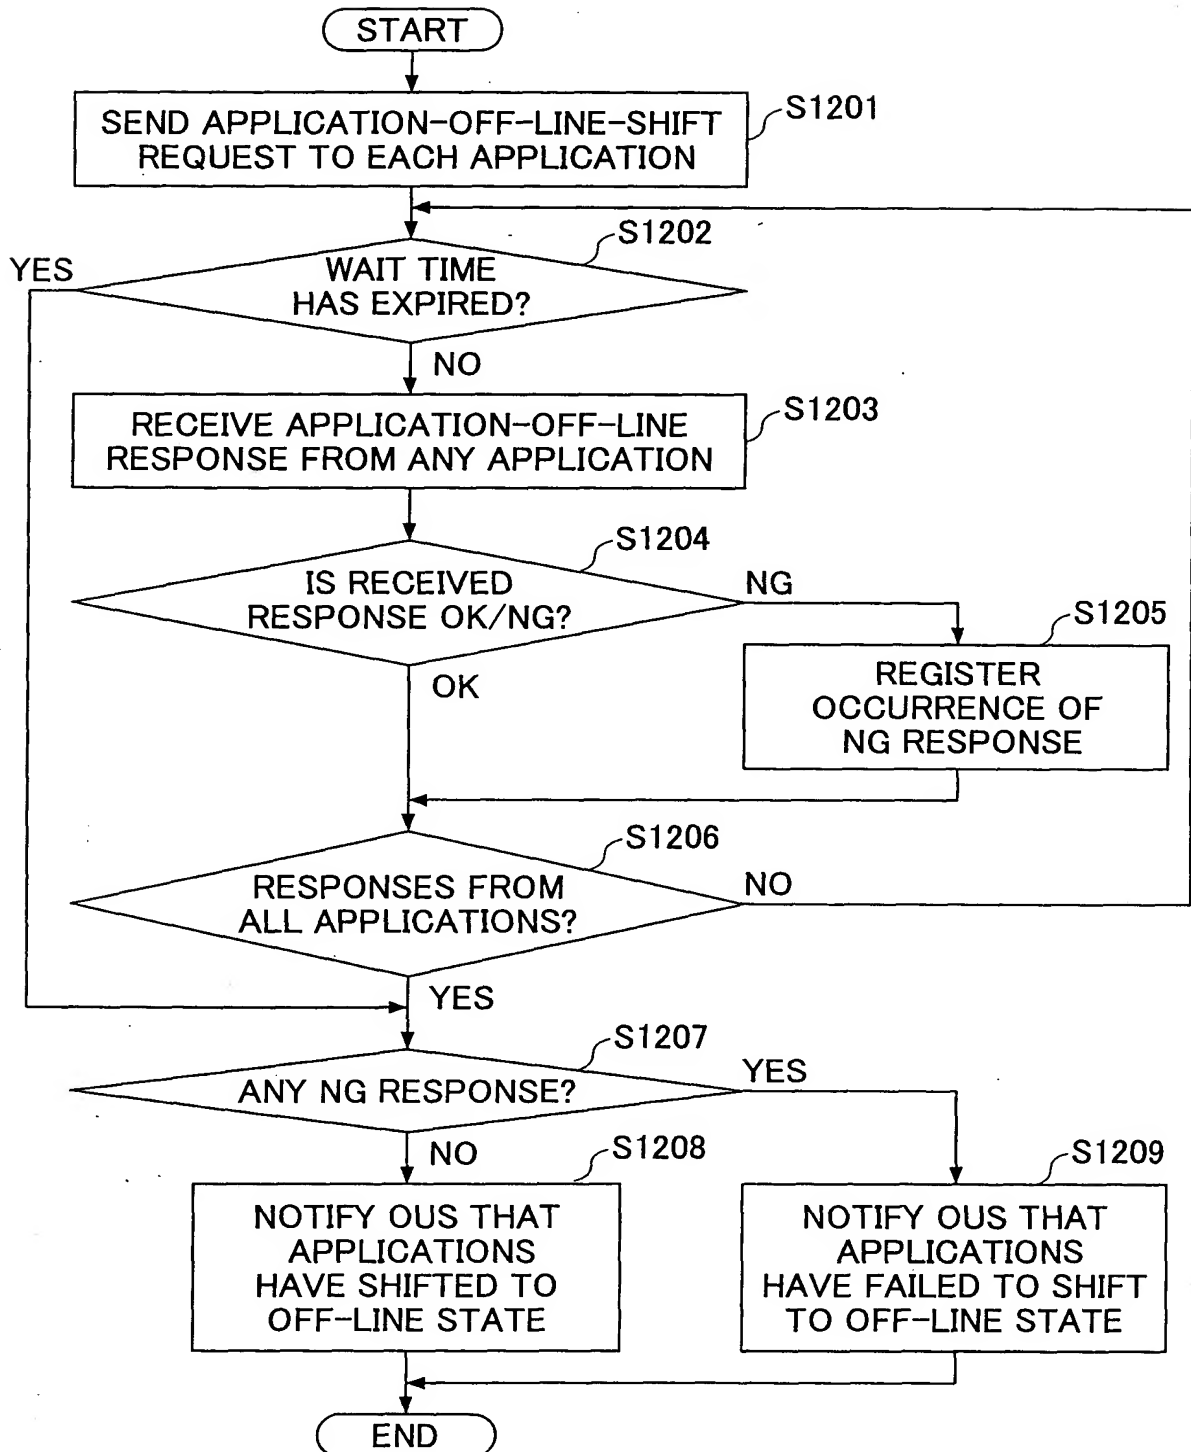 START
S1201
SEND APPLICATION-OFF-LINE-SHIFT
REQUEST TO EACH APPLICATION
S1202
YES
WAIT TIME
HAS EXPIRED?
NO
S1203
RECEIVE APPLICATION-OFF-LINE
RESPONSE FROM ANY APPLICATION
S1204
IS RECEIVED
RESPONSE OK/NG?
NG
S1205
OK
REGISTER
OCCURRENCE OF
NG RESPONSE
S1206
RESPONSES FROM
ALL APPLICATIONS?
NO
YES
S1207
ANY NG RESPONSE?
YES
NO
S1208
S1209
NOTIFY OUS THAT
APPLICATIONS
HAVE SHIFTED TO
OFF-LINE STATE
NOTIFY OUS THAT
APPLICATIONS
HAVE FAILED TO SHIFT
TO OFF-LINE STATE
END